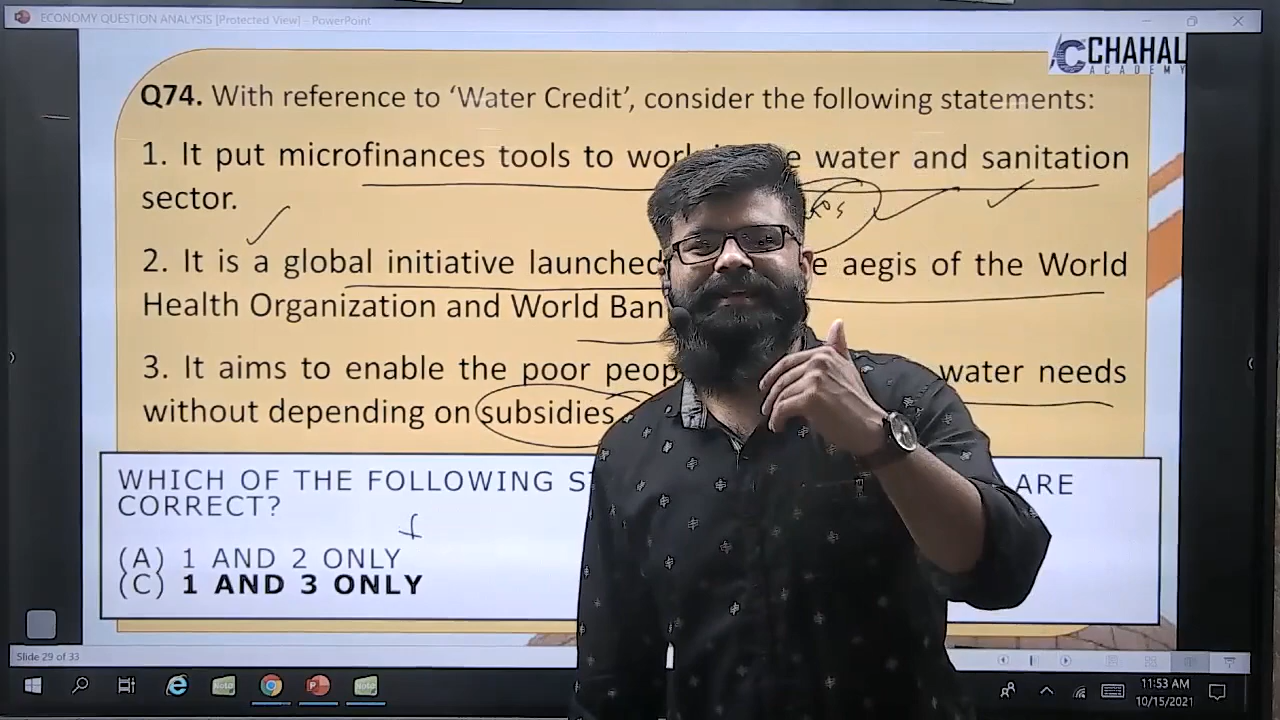 ECONOMY QUESTION ANALYSIS [Protected View] - PowerPoint
CHAHAL
ACADEMY
Q74. With reference to ‘Water Credit’, consider the following statements:
1. It put microfinances tools to work water and sanitation
sector.
2. It is a global initiative launched aegis of the World
Health Organization and World Ban
3. It aims to enable the poor peop water needs
without depending on subsidies
WHICH OF THE FOLLOWING ARE
CORRECT?
(A) 1 AND 2 ONLY
(C) 1 AND 3 ONLY
Slide 29 of 33
11:53 AM
10/15/2021